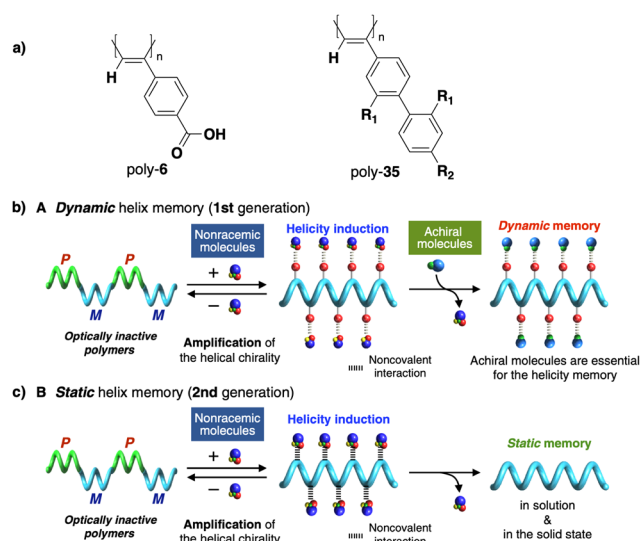 a)
n
H
OH
O
poly-6
n
H
R1
R1
R2
poly-35
b) A Dynamic helix memory (1st generation)
P P
M M
Optically inactive
polymers
Nonracemic
molecules
+
−
Amplification of
the helical chirality
Helicity induction
Noncovalent
interaction
Achiral
molecules
Dynamic memory
Achiral molecules are essential
for the helicity memory
c) B Static helix memory (2nd generation)
P P
M M
Optically inactive
polymers
Nonracemic
molecules
+
−
Amplification of
the helical chirality
Helicity induction
Noncovalent
interaction
Static memory
in solution
&
in the solid state